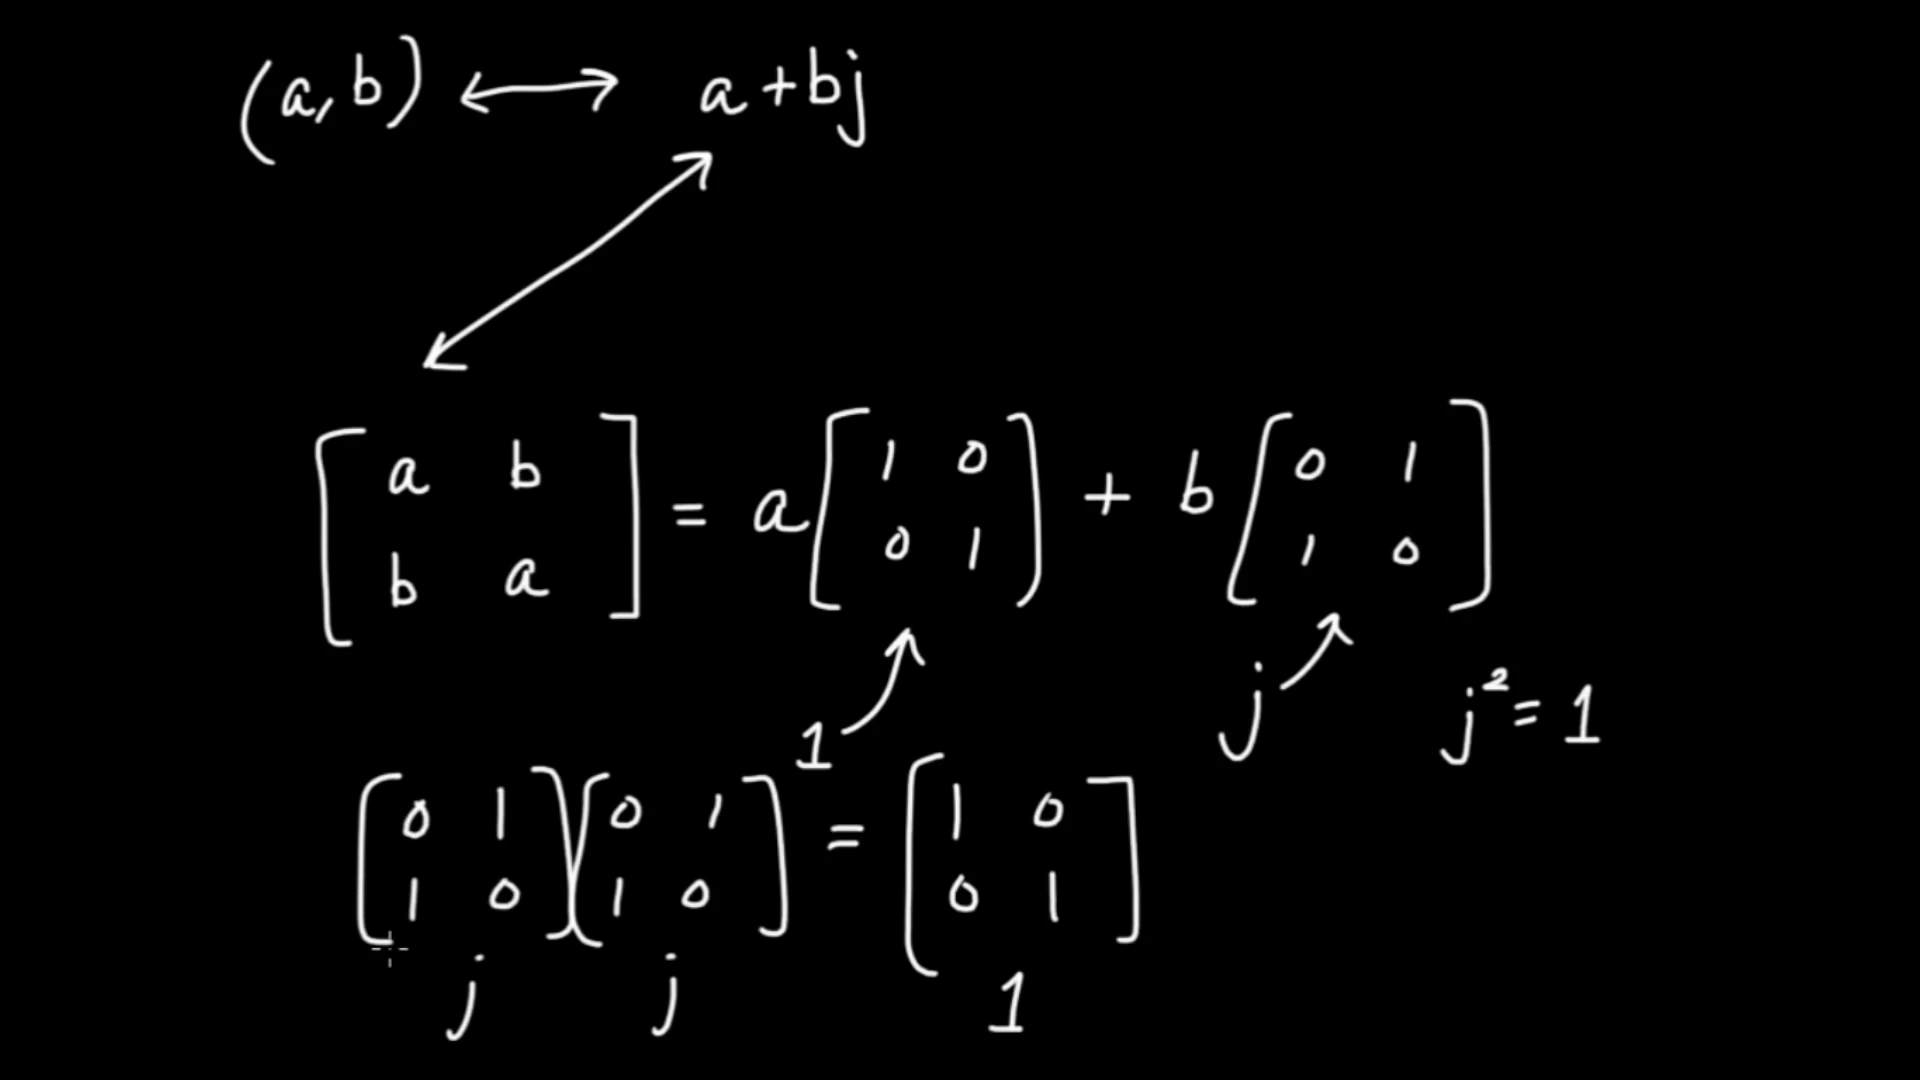 (a, b) ↔ a + bj
[a b; b a] = a [1 0; 0 1] + b [0 1; 1 0]
1 j j² = 1
[0 1; 1 0] [0 1; 1 0] = [1 0; 0 1]
j j 1